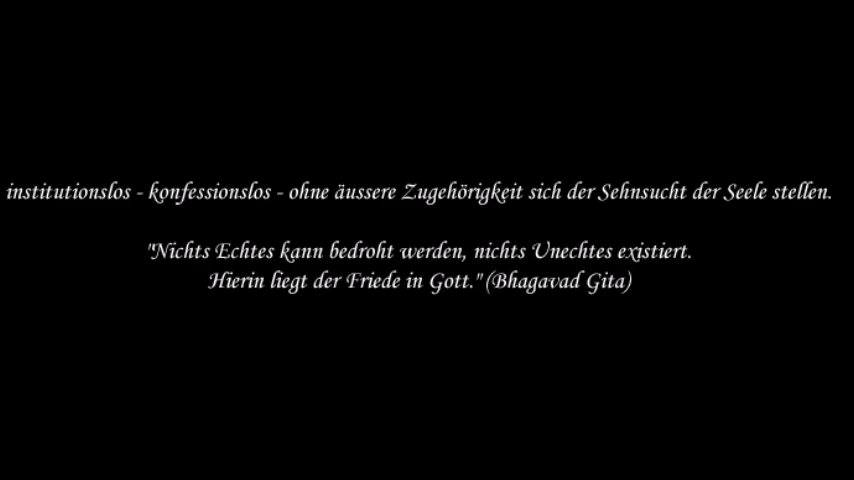 institutionslos - konfessionslos - ohne äussere Zugehörigkeit sich der Sehnsucht der Seele stellen.
"Nichts Echtes kann bedroht werden, nichts Unechtes existiert.
Hierin liegt der Friede in Gott." (Bhagavad Gita)